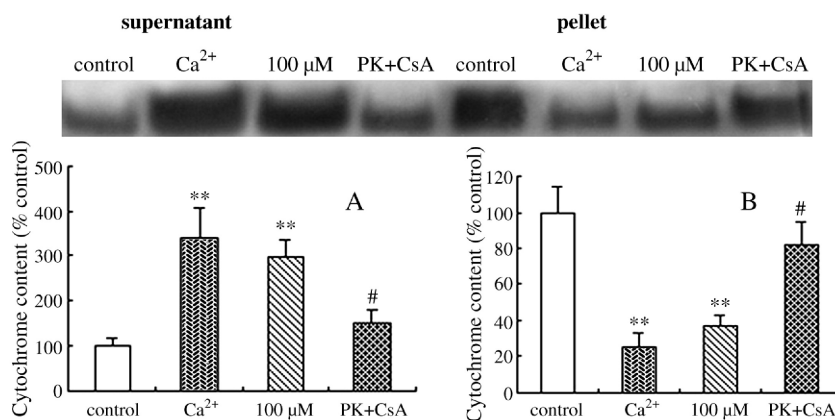 supernatant pellet
control Ca²⁺ 100 µM PK+CsA control Ca²⁺ 100 µM PK+CsA
Cytochrome content (% control)
500
400
300
200
100
0
A
**
**
#
control Ca²⁺ 100 µM PK+CsA
Cytochrome content (% control)
120
100
80
60
40
20
0
B
**
**
#
control Ca²⁺ 100 µM PK+CsA